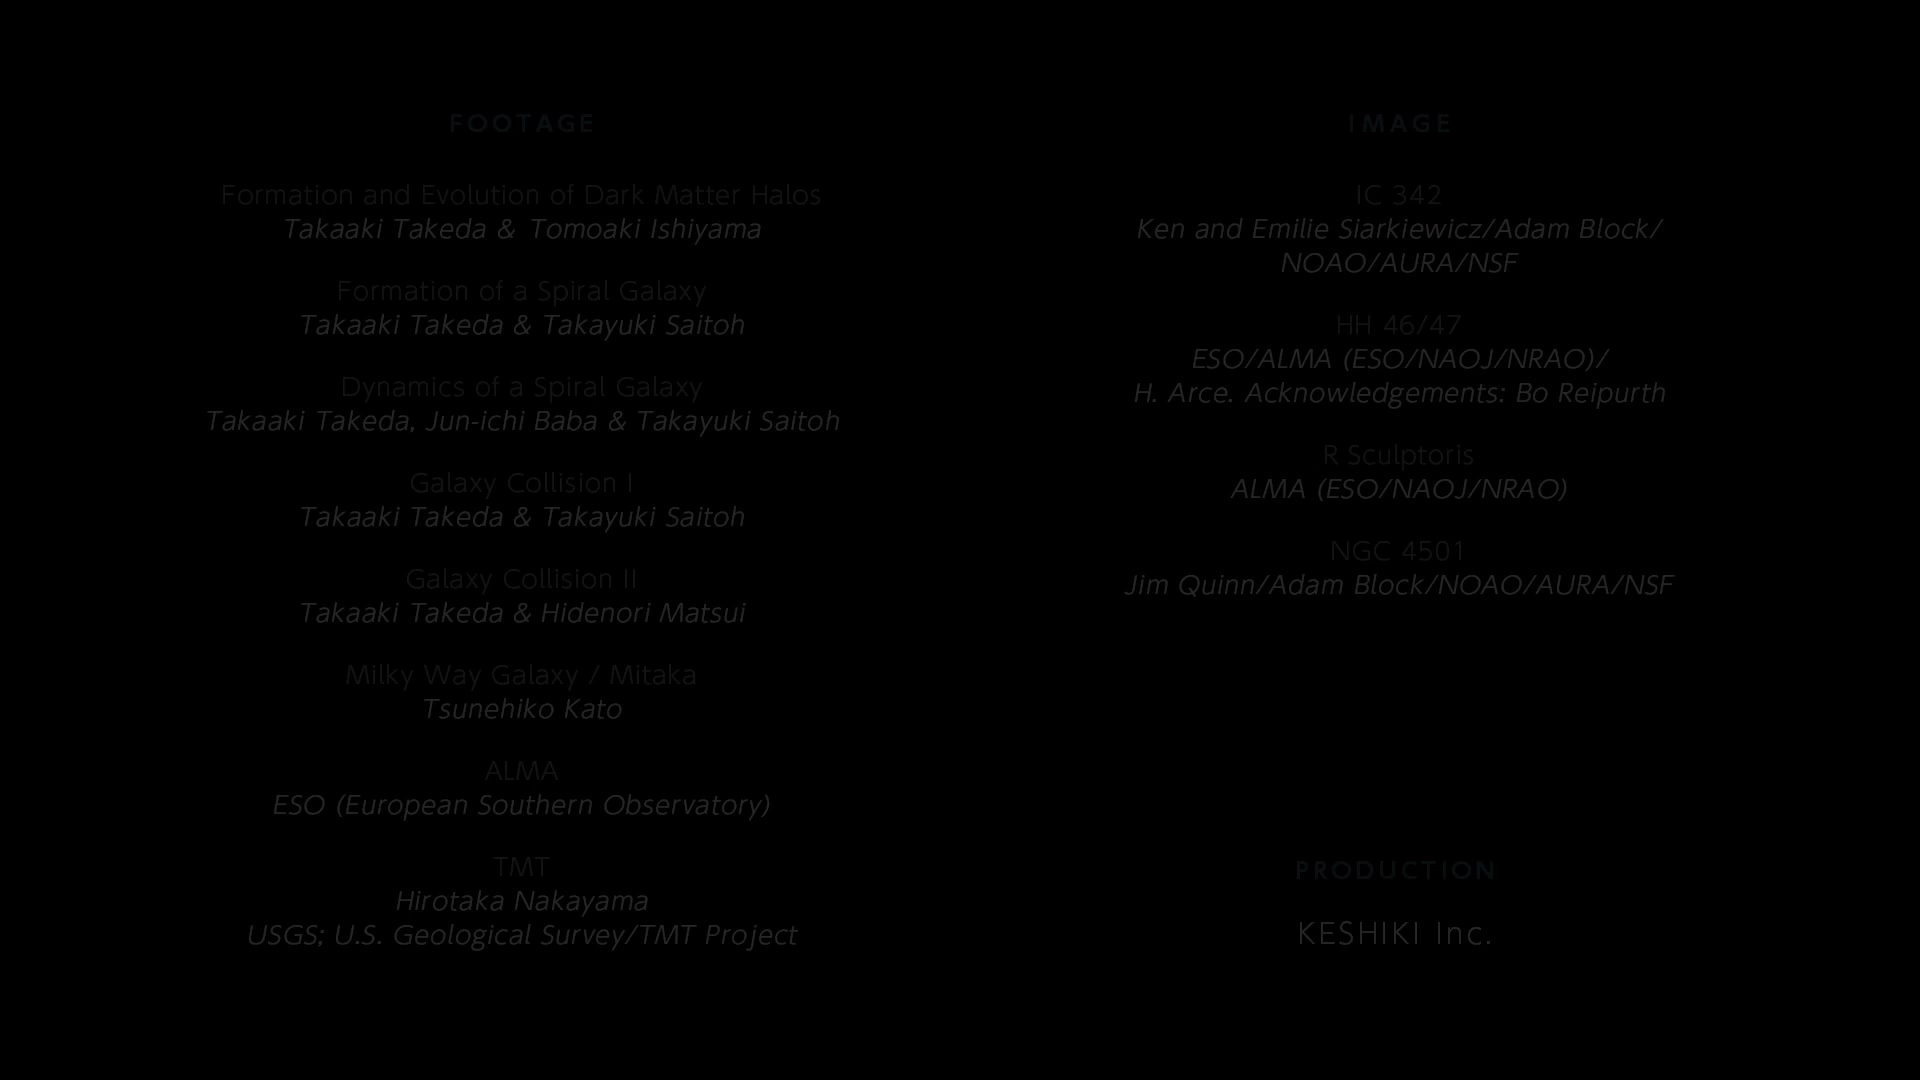 FOOTAGE
Formation and Evolution of Dark Matter Halos
Takaaki Takeda & Tomoaki Ishiyama
Formation of a Spiral Galaxy
Takaaki Takeda & Takayuki Saitoh
Dynamics of a Spiral Galaxy
Takaaki Takeda, Jun-ichi Baba & Takayuki Saitoh
Galaxy Collision I
Takaaki Takeda & Takayuki Saitoh
Galaxy Collision II
Takaaki Takeda & Hidenori Matsui
Milky Way Galaxy / Mitaka
Tsunehiko Kato
ALMA
ESO (European Southern Observatory)
TMT
Hirotaka Nakayama
USGS; U.S. Geological Survey/TMT Project
IMAGE
IC 342
Ken and Emilie Siarkiewicz/Adam Block/
NOAO/AURA/NSF
HH 46/47
ESO/ALMA (ESO/NAOJ/NRAO)/
H. Arce. Acknowledgements: Bo Reipurth
R Sculptoris
ALMA (ESO/NAOJ/NRAO)
NGC 4501
Jim Quinn/Adam Block/NOAO/AURA/NSF
PRODUCTION
KESHIKI Inc.